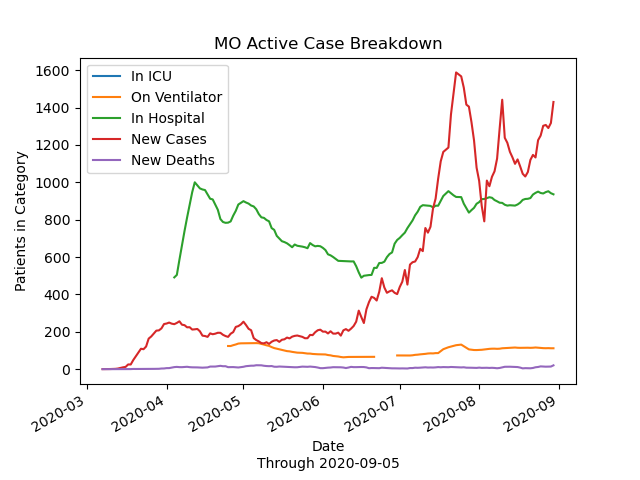 MO Active Case Breakdown
In ICU
On Ventilator
In Hospital
New Cases
New Deaths
Patients in Category
1600
1400
1200
1000
800
600
400
200
0
2020-03
2020-04
2020-05
2020-06
2020-07
2020-08
2020-09
Date
Through 2020-09-05